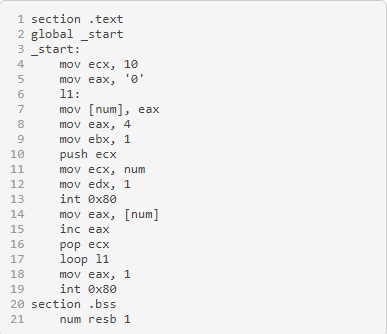 1 section .text
2 global _start
3 _start:
4     mov ecx, 10
5     mov eax, '0'
6     l1:
7     mov [num], eax
8     mov eax, 4
9     mov ebx, 1
10     push ecx
11     mov ecx, num
12     mov edx, 1
13     int 0x80
14     mov eax, [num]
15     inc eax
16     pop ecx
17     loop l1
18     mov eax, 1
19     int 0x80
20 section .bss
21     num resb 1